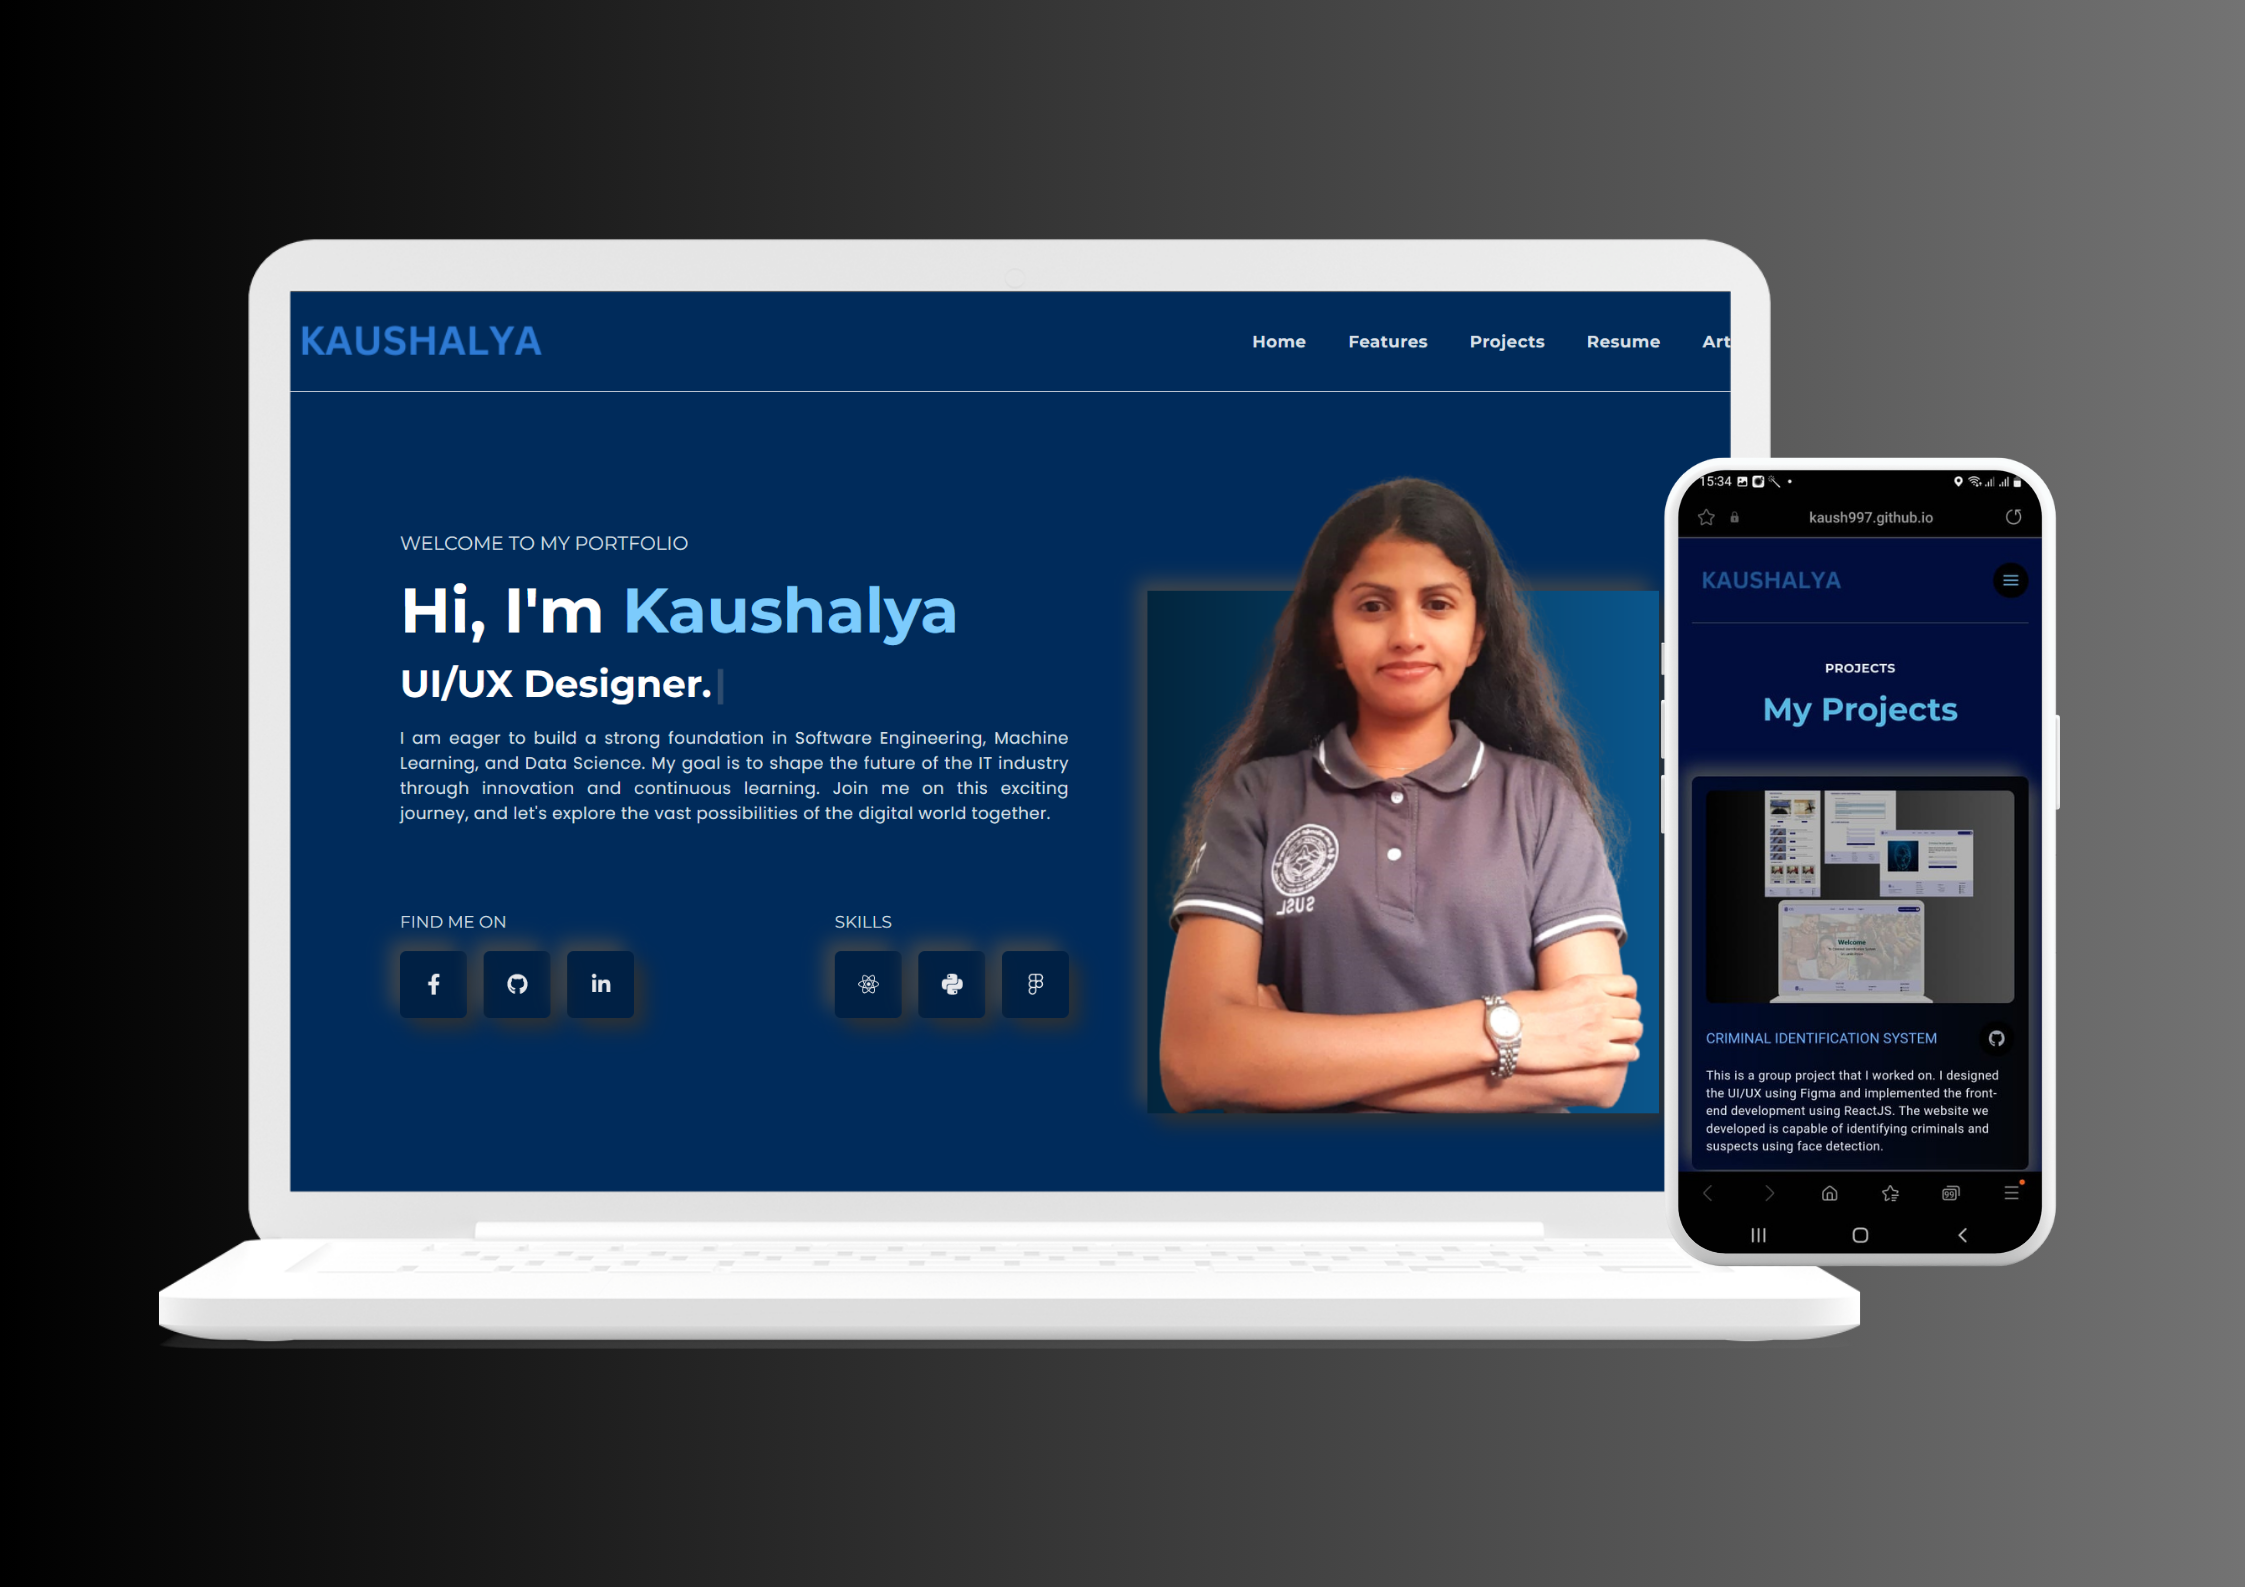 KAUSHALYA
Home Features Projects Resume Art
WELCOME TO MY PORTFOLIO
Hi, I'm Kaushalya
UI/UX Designer.
I am eager to build a strong foundation in Software Engineering, Machine
Learning, and Data Science. My goal is to shape the future of the IT industry
through innovation and continuous learning. Join me on this exciting
journey, and let's explore the vast possibilities of the digital world together.
FIND ME ON
SKILLS
SUSL
15:34
kaush997.github.io
KAUSHALYA
PROJECTS
My Projects
Welcome
CRIMINAL IDENTIFICATION SYSTEM
This is a group project that I worked on. I designed
the UI/UX using Figma and implemented the front-
end development using ReactJS. The website we
developed is capable of identifying criminals and
suspects using face detection.
99